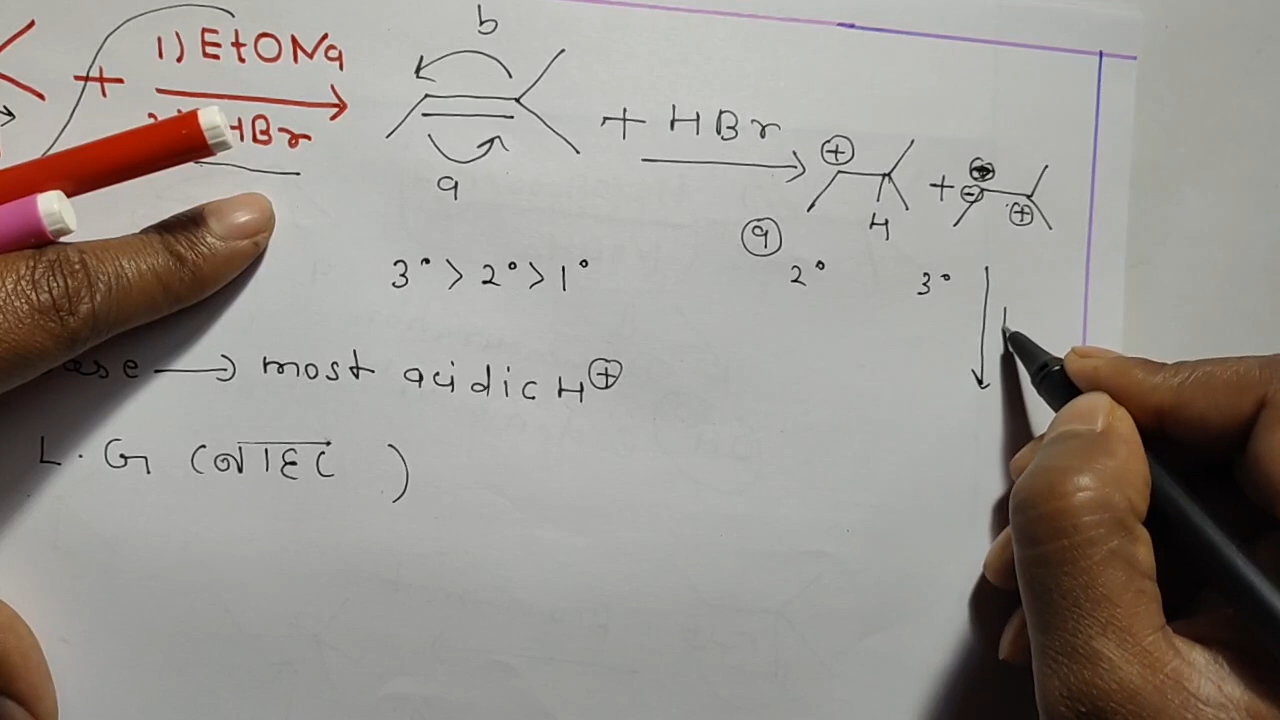 + 1) EtONa
HBr
b
a
+ HBr
⊕ + ⊖ ⊕
H
a 2° 3°
3° > 2° > 1°
→ most acidic H⊕
L.G (